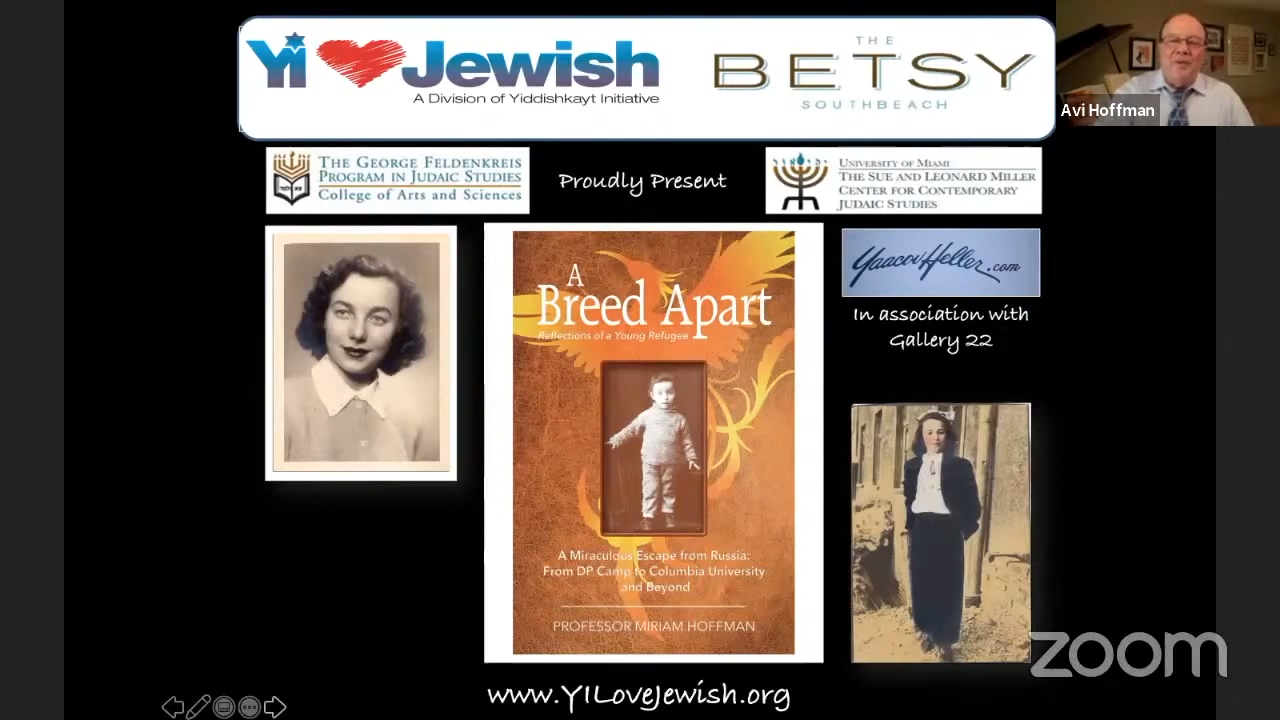 Yi Jewish
A Division of Yiddishkayt Initiative
THE
BETSY
SOUTHBEACH
Avi Hoffman
THE GEORGE FELDENKREIS
PROGRAM IN JUDAIC STUDIES
College of Arts and Sciences
Proudly Present
UNIVERSITY OF MIAMI
THE SUE AND LEONARD MILLER
CENTER FOR CONTEMPORARY
JUDAIC STUDIES
A
Breed Apart
Reflections of a Young Refugee
A Miraculous Escape from Russia:
From DP Camp to Columbia University
and Beyond
PROFESSOR MIRIAM HOFFMAN
YaacovHeller.com
In association with
Gallery 22
zoom
www.YILoveJewish.org